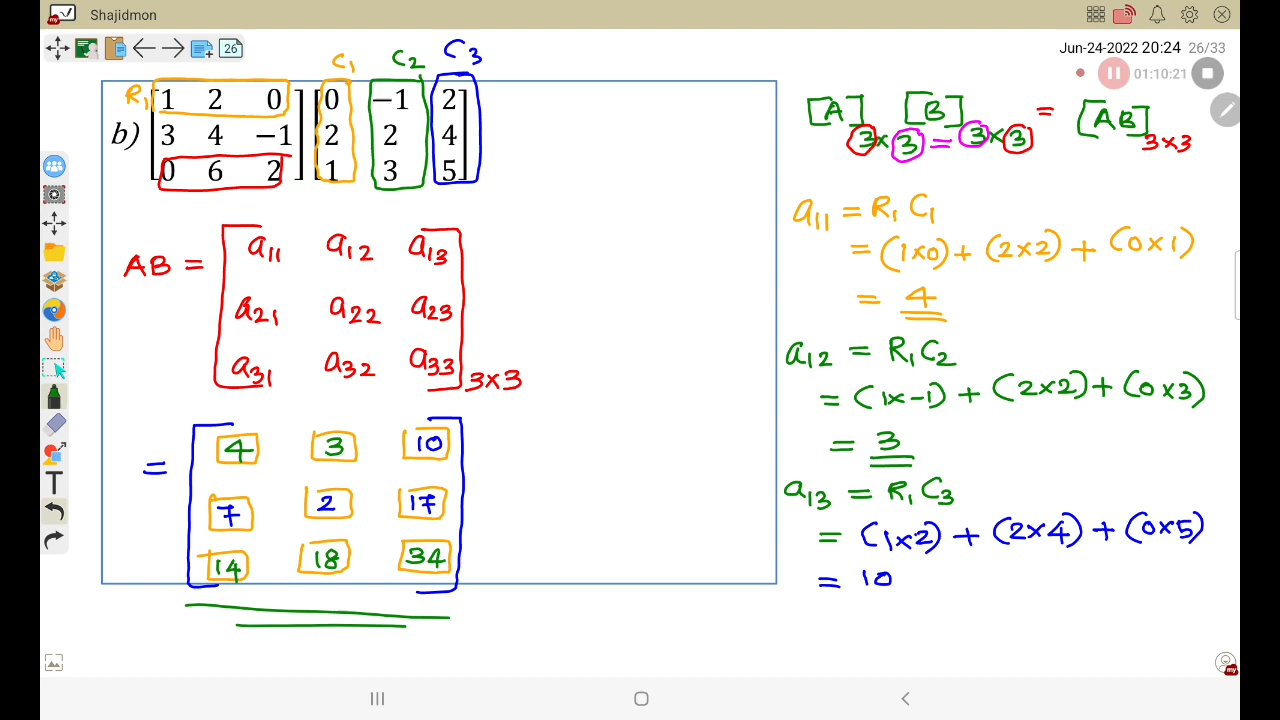 Shajidmon
26
Jun-24-2022 20:24 26/33
01:10:21
C1 C2 C3
R1 1 2 0 0 −1 2
b) 3 4 −1 2 2 4
0 6 2 1 3 5
[A] 3×3 = [B] 3×3 = [AB] 3×3
AB = a11 a12 a13
a21 a22 a23
a31 a32 a33 3×3
= 4 3 10
7 2 17
14 18 34
a11 = R1 C1
= (1×0) + (2×2) + (0×1)
= 4
a12 = R1C2
= (1×-1) + (2×2) + (0×3)
= 3
a13 = R1C3
= (1×2) + (2×4) + (0×5)
= 10
T